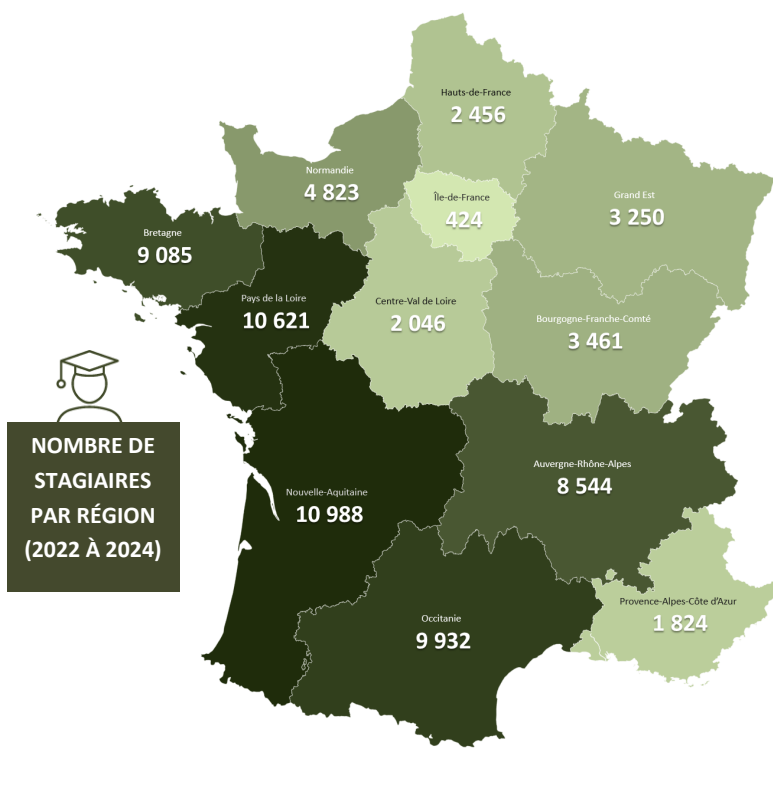 Hauts-de-France
2 456
Normandie
4 823
Île-de-France
424
Grand Est
3 250
Bretagne
9 085
Pays de la Loire
10 621
Centre-Val de Loire
2 046
Bourgogne-Franche-Comté
3 461
NOMBRE DE
STAGIAIRES
PAR RÉGION
(2022 À 2024)
Auvergne-Rhône-Alpes
8 544
Nouvelle-Aquitaine
10 988
Provence-Alpes-Côte d'Azur
1 824
Occitanie
9 932